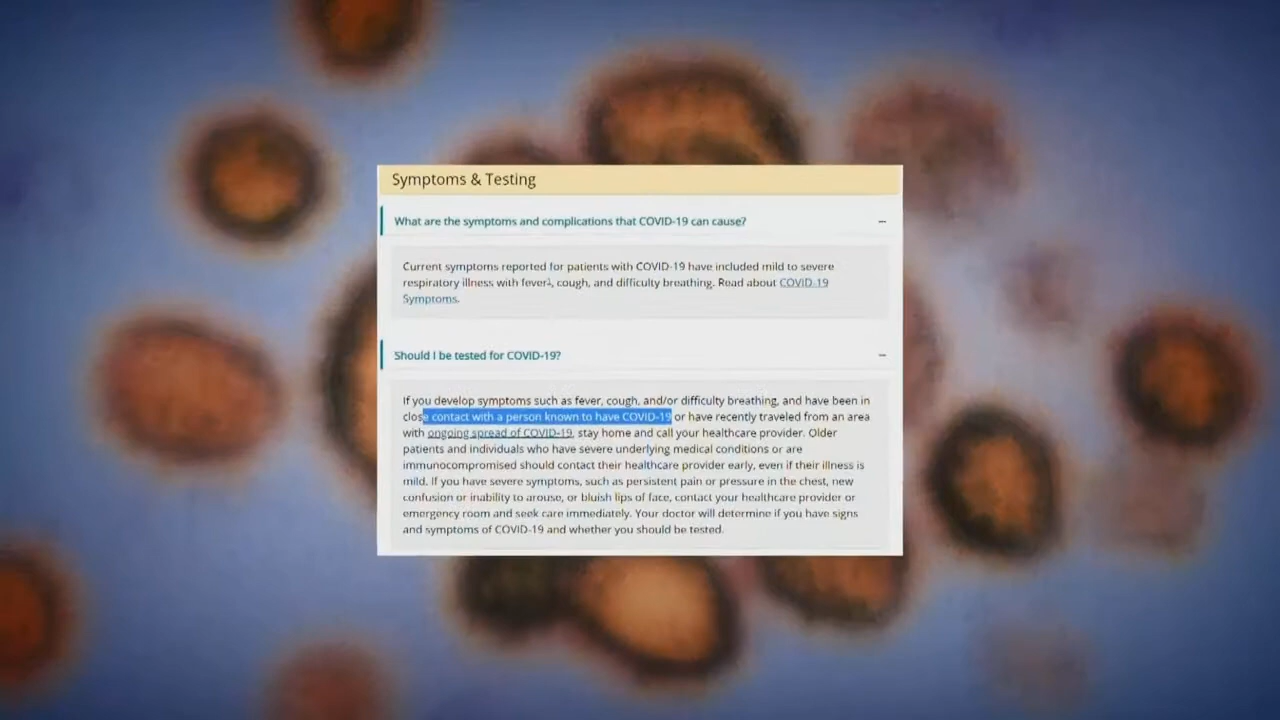 Symptoms & Testing
What are the symptoms and complications that COVID-19 can cause?
Current symptoms reported for patients with COVID-19 have included mild to severe
respiratory illness with fever¹, cough, and difficulty breathing. Read about COVID-19
Symptoms.
Should I be tested for COVID-19?
If you develop symptoms such as fever, cough, and/or difficulty breathing, and have been in
close contact with a person known to have COVID-19 or have recently traveled from an area
with ongoing spread of COVID-19, stay home and call your healthcare provider. Older
patients and individuals who have severe underlying medical conditions or are
immunocompromised should contact their healthcare provider early, even if their illness is
mild. If you have severe symptoms, such as persistent pain or pressure in the chest, new
confusion or inability to arouse, or bluish lips of face, contact your healthcare provider or
emergency room and seek care immediately. Your doctor will determine if you have signs
and symptoms of COVID-19 and whether you should be tested.